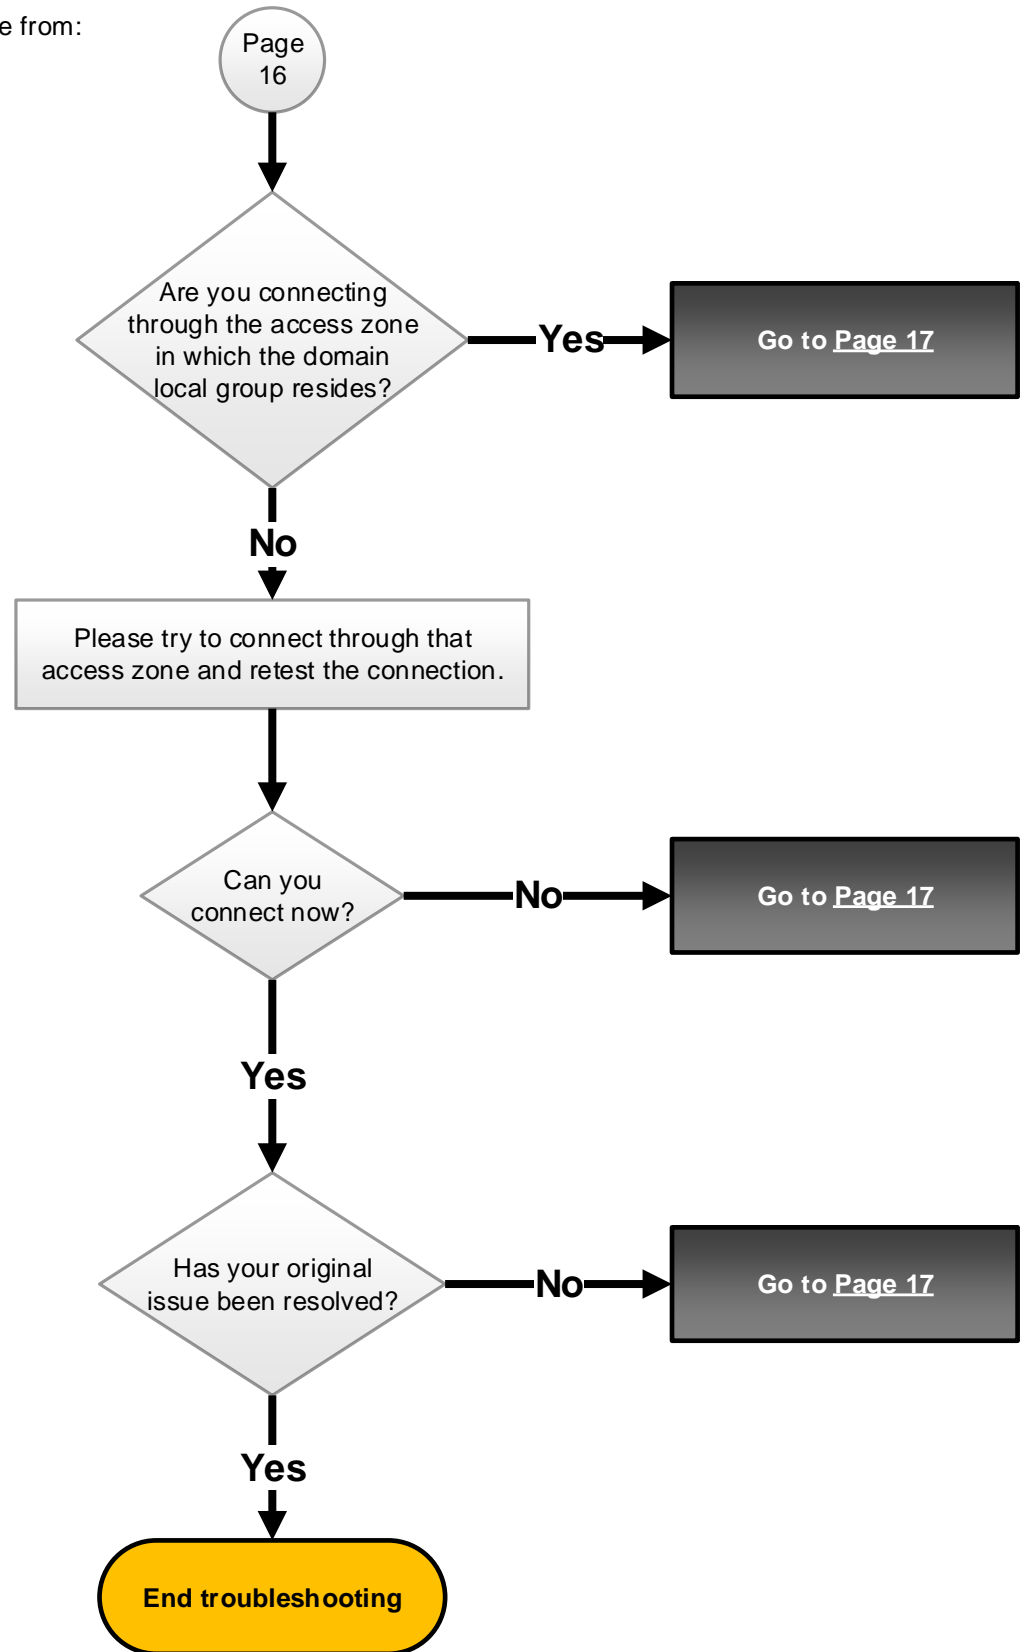 e from:
Page
16
Are you connecting
through the access zone
in which the domain
local group resides?
Yes
Go to Page 17
No
Please try to connect through that
access zone and retest the connection.
Can you
connect now?
No
Go to Page 17
Yes
Has your original
issue been resolved?
No
Go to Page 17
Yes
End troubleshooting